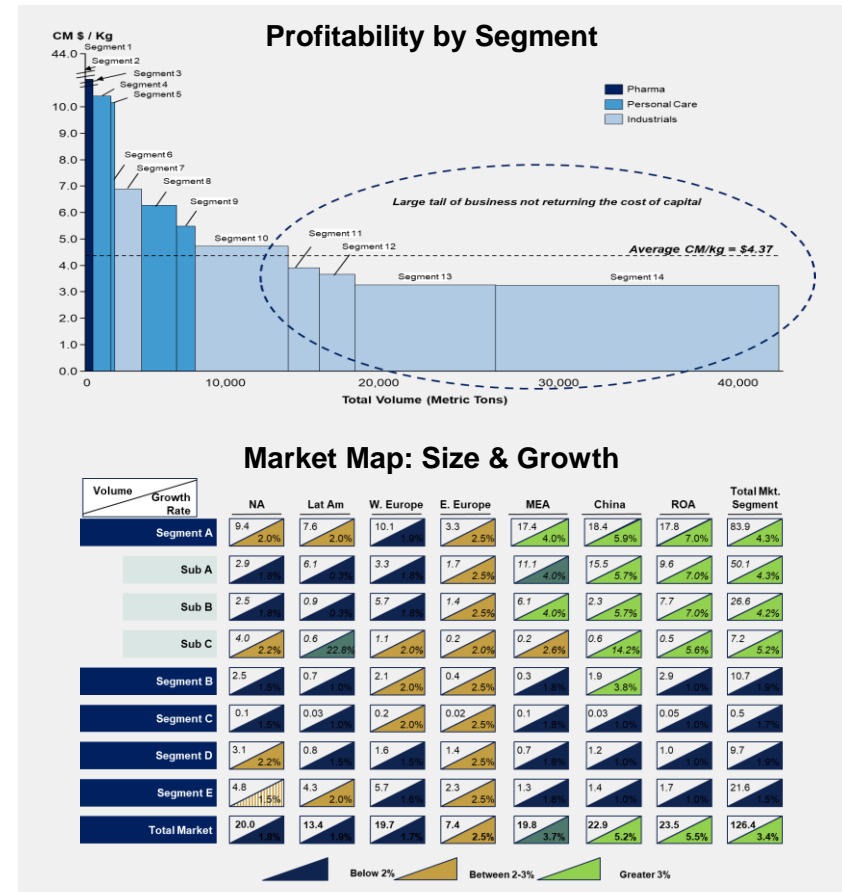 Profitability by Segment
CM $ / Kg
Segment 1
44.0
Segment 2
Segment 3
Segment 4
Segment 5
Pharma
Personal Care
Industrials
10.0
9.0
8.0
Segment 6
Segment 7
7.0
Segment 8
6.0
Segment 9
Large tail of business not returning the cost of capital
5.0
Segment 10
Segment 11
Segment 12
Average CM/kg = $4.37
4.0
Segment 13
Segment 14
3.0
2.0
1.0
0.0
0 10,000 20,000 30,000 40,000
Total Volume (Metric Tons)
Market Map: Size & Growth
Volume
Growth
Rate
NA Lat Am W. Europe E. Europe MEA China ROA Total Mkt. Segment
Segment A
9.4 7.6 10.1 3.3 17.4 18.4 17.8 83.9
2.0% 2.0% 1.9% 2.5% 4.0% 5.9% 7.0% 4.3%
Sub A
2.9 6.1 3.3 1.7 11.1 15.5 9.6 50.1
1.8% 0.3% 1.8% 2.5% 4.0% 5.7% 7.0% 4.3%
Sub B
2.5 0.9 5.7 1.4 6.1 2.3 7.7 26.6
1.8% 0.3% 1.8% 2.5% 4.0% 5.7% 7.0% 4.2%
Sub C
4.0 0.6 1.1 0.2 0.2 0.6 0.5 7.2
2.2% 22.8% 2.0% 2.0% 2.6% 14.2% 5.6% 5.2%
Segment B
2.5 0.7 2.1 0.4 0.3 1.9 2.9 10.7
1.5% 1.0% 2.0% 2.5% 1.8% 3.8% 1.0% 1.9%
Segment C
0.1 0.03 0.2 0.02 0.1 0.03 0.05 0.5
1.5% 1.0% 2.0% 2.5% 1.8% 1.0% 1.0% 1.7%
Segment D
3.1 0.8 1.6 1.4 0.7 1.2 1.0 9.7
2.2% 1.5% 1.5% 2.5% 1.8% 1.0% 1.0% 1.9%
Segment E
4.8 4.3 5.7 2.3 1.3 1.4 1.7 21.6
1.5% 2.0% 1.6% 2.5% 1.8% 1.0% 1.0% 1.5%
Total Market
20.0 13.4 19.7 7.4 19.8 22.9 23.5 126.4
1.8% 1.9% 1.7% 2.5% 3.7% 5.2% 5.5% 3.4%
Below 2% Between 2-3% Greater 3%